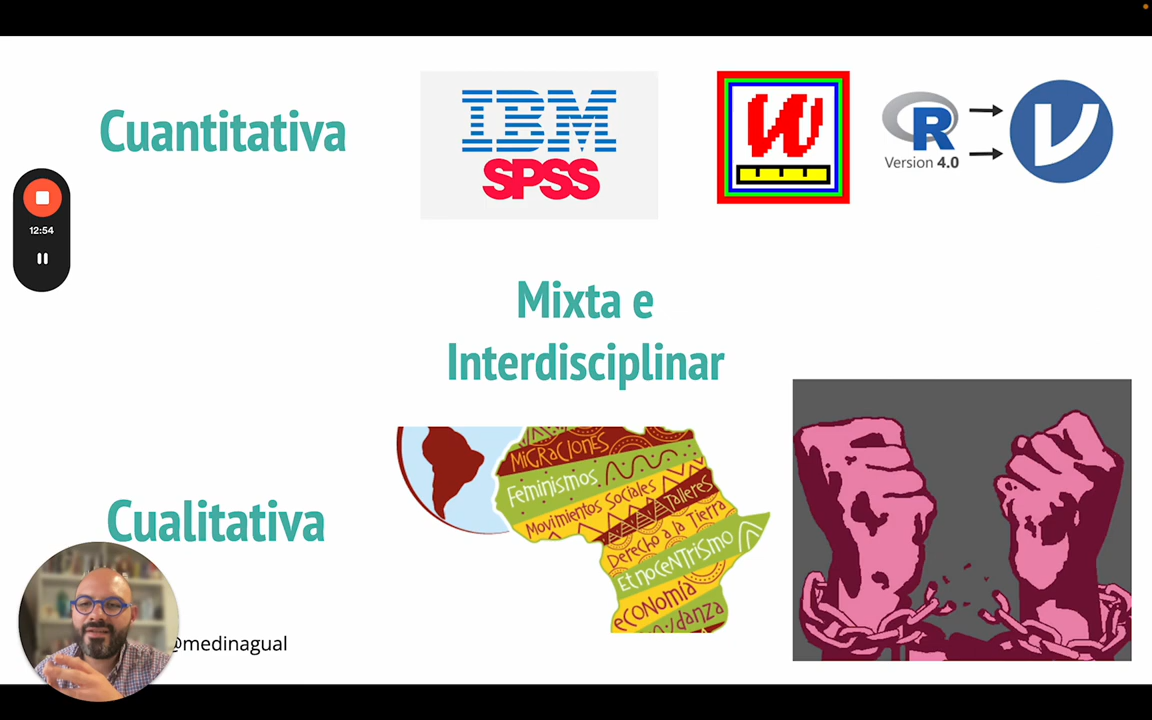 Cuantitativa
IBM
SPSS
W
R
Version 4.0
V
12:54
Mixta e
Interdisciplinar
MiGRACIONES
Feminismos
Movimientos Sociales
Talleres
Derecho a la Tierra
EtnoCENTRiSMO
economía
danza
Cualitativa
@medinagual